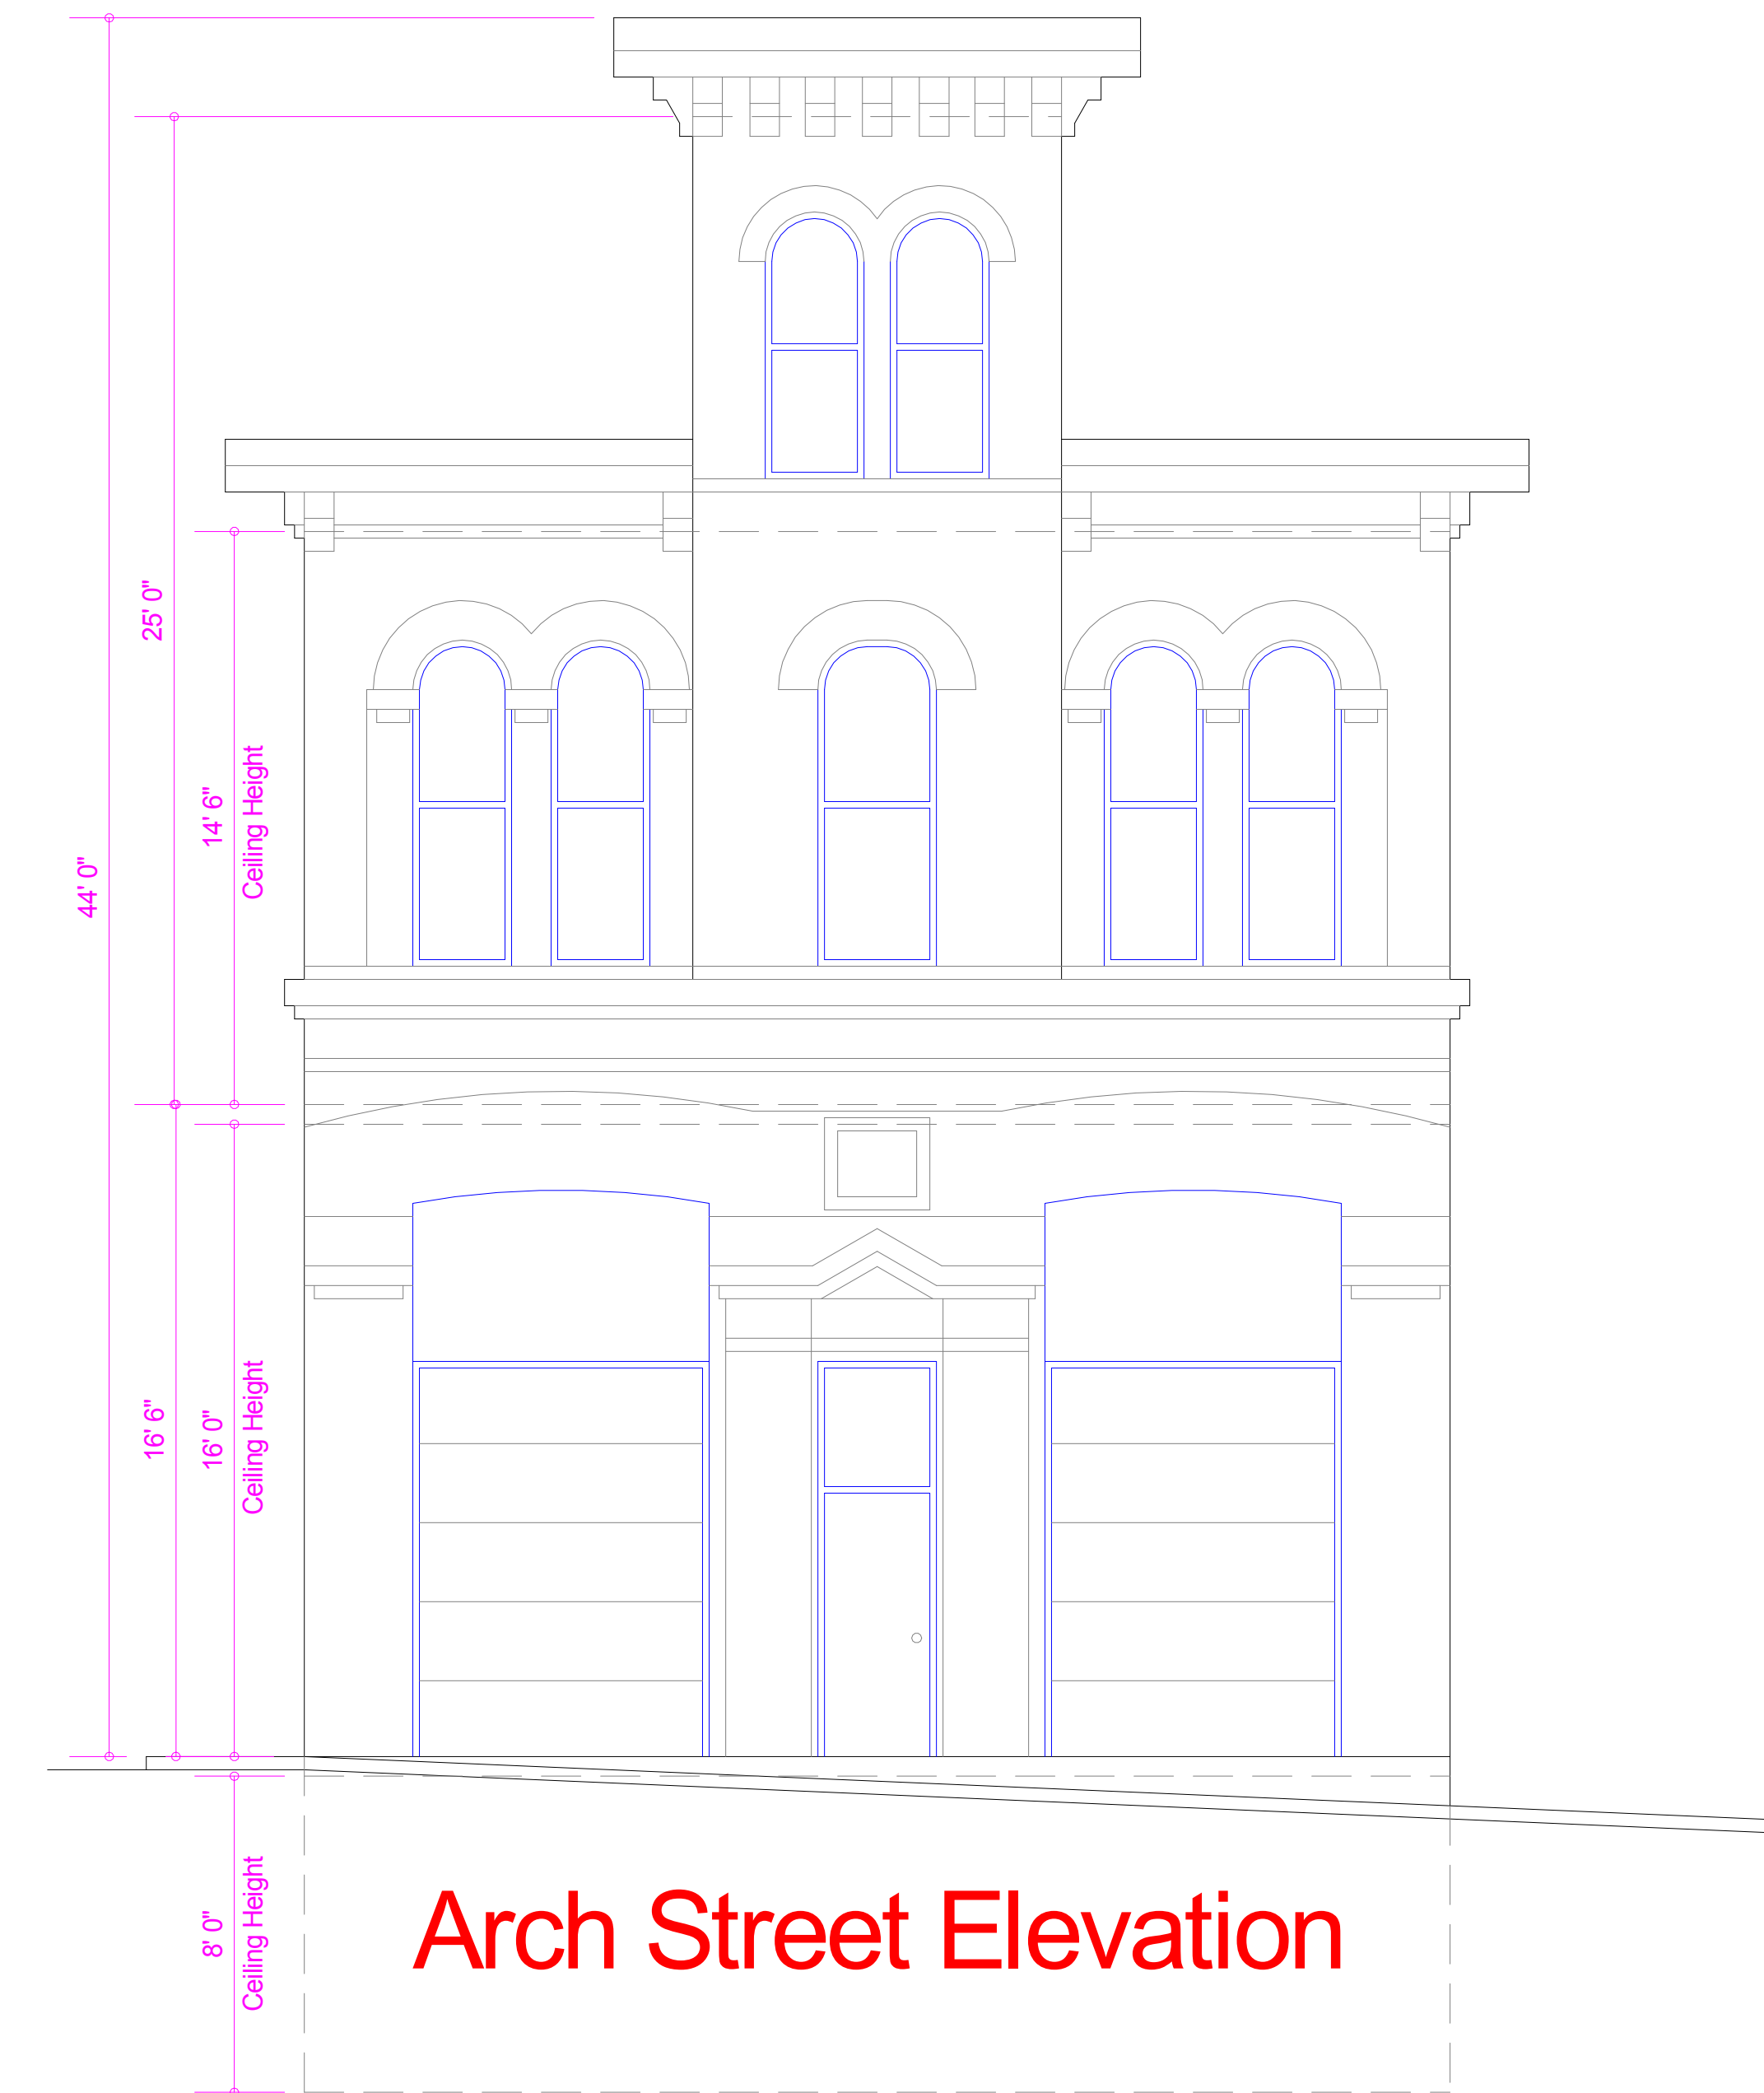 44' 0"
25' 0"
14' 6"
Ceiling Height
16' 6"
16' 0"
Ceiling Height
8' 0"
Ceiling Height
Arch Street Elevation